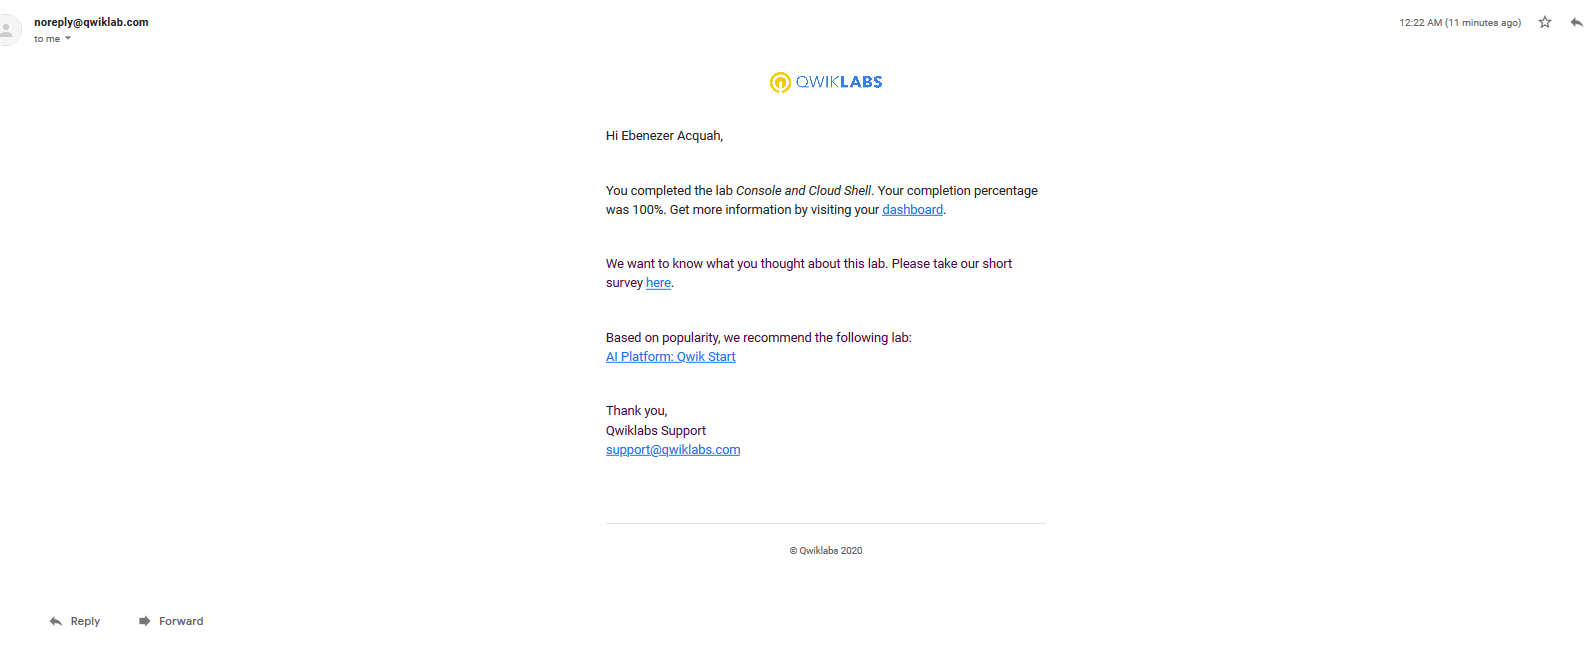 noreply@qwiklab.com
12:22 AM (11 minutes ago)
to me
QWIKLABS
Hi Ebenezer Acquah,
You completed the lab Console and Cloud Shell. Your completion percentage
was 100%. Get more information by visiting your dashboard.
We want to know what you thought about this lab. Please take our short
survey here.
Based on popularity, we recommend the following lab:
AI Platform: Qwik Start
Thank you,
Qwiklabs Support
support@qwiklabs.com
© Qwiklabs 2020
Reply
Forward